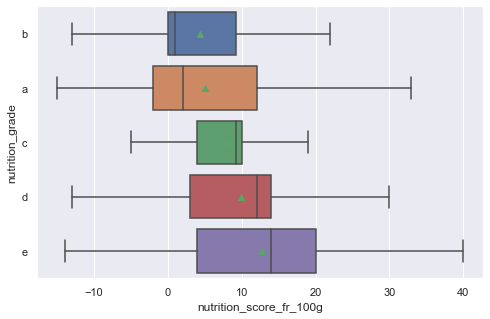 nutrition_grade
b
a
c
d
e
−10
0
10
20
30
40
nutrition_score_fr_100g